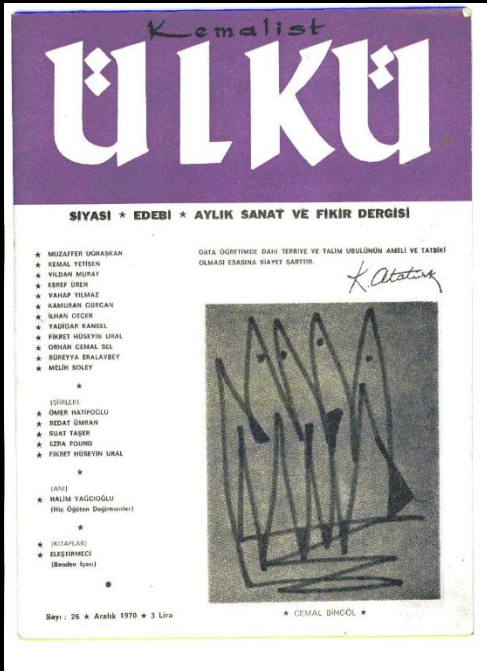 Kemalist
ÜLKÜ
SİYASİ ★ EDEBİ ★ AYLIK SANAT VE FİKİR DERGİSİ
★ MUZAFFER UĞRAŞKAN
★ KEMAL YETİSEN
★ VİLDAN MURAT
★ EŞREF ÜREN
★ VAHAP YILMAZ
★ KAMURAN GÜRCAN
★ İLHAN GEÇER
★ YADİGAR KANSEL
★ FİKRET HÜSEYİN URAL
★ ORHAN CEMAL SEL
★ SÜREYYA ERALAYBEY
★ MELİH SOLEY
★
(ŞİİRLER)
★ ÖMER HATİPOĞLU
★ SEDAT ÜMRAN
★ SUAT TAŞER
★ EZRA POUND
★ FİKRET HÜSEYİN URAL
★
(ANI)
★ HALİM YAĞCIOĞLU
(Hiç Öğüten Değirmenler)
★
★ (KİTAPLAR)
★ ELEŞTİRMECİ
(Benden İçeri)
Sayı : 26 ★ Aralık 1970 ★ 3 Lira
ORTA ÖĞRETİMDE DAHİ TERBİYE VE TALİM USULÜNÜN AMELİ VE TATBİKİ
OLMASI ESASINA RİAYET ŞARTTIR.
K. Atatürk
★ CEMAL BİNGÖL ★